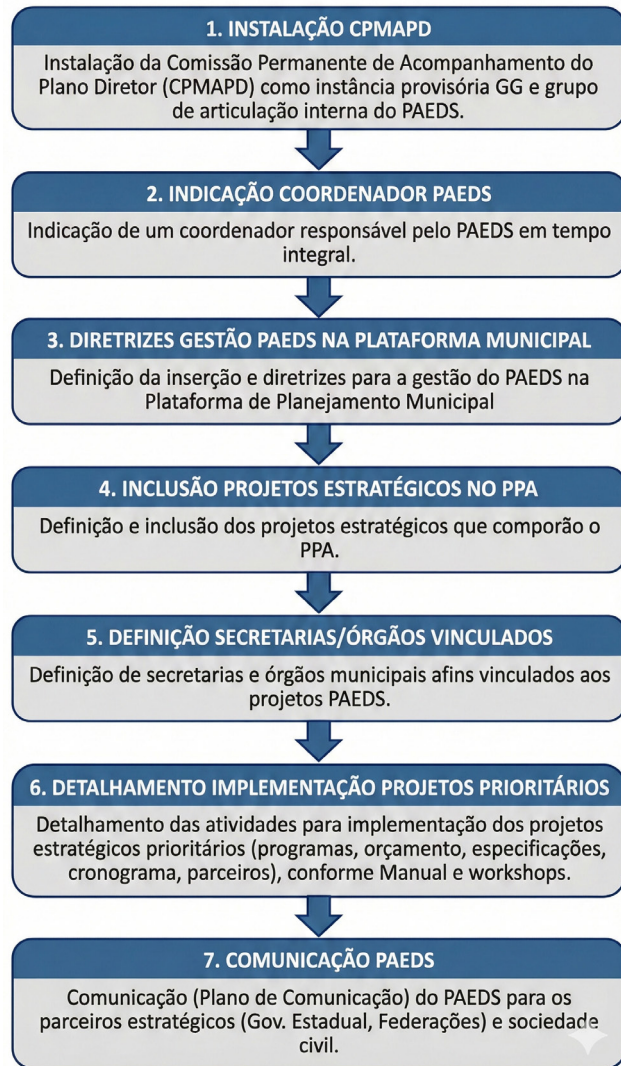 1. INSTALAÇÃO CPMAPD
Instalação da Comissão Permanente de Acompanhamento do
Plano Diretor (CPMAPD) como instância provisória GG e grupo
de articulação interna do PAEDS.
2. INDICAÇÃO COORDENADOR PAEDS
Indicação de um coordenador responsável pelo PAEDS em tempo
integral.
3. DIRETRIZES GESTÃO PAEDS NA PLATAFORMA MUNICIPAL
Definição da inserção e diretrizes para a gestão do PAEDS na
Plataforma de Planejamento Municipal
4. INCLUSÃO PROJETOS ESTRATÉGICOS NO PPA
Definição e inclusão dos projetos estratégicos que comporão o
PPA.
5. DEFINIÇÃO SECRETARIAS/ÓRGÃOS VINCULADOS
Definição de secretarias e órgãos municipais afins vinculados aos
projetos PAEDS.
6. DETALHAMENTO IMPLEMENTAÇÃO PROJETOS PRIORITÁRIOS
Detalhamento das atividades para implementação dos projetos
estratégicos prioritários (programas, orçamento, especificações,
cronograma, parceiros), conforme Manual e workshops.
7. COMUNICAÇÃO PAEDS
Comunicação (Plano de Comunicação) do PAEDS para os
parceiros estratégicos (Gov. Estadual, Federações) e sociedade
civil.